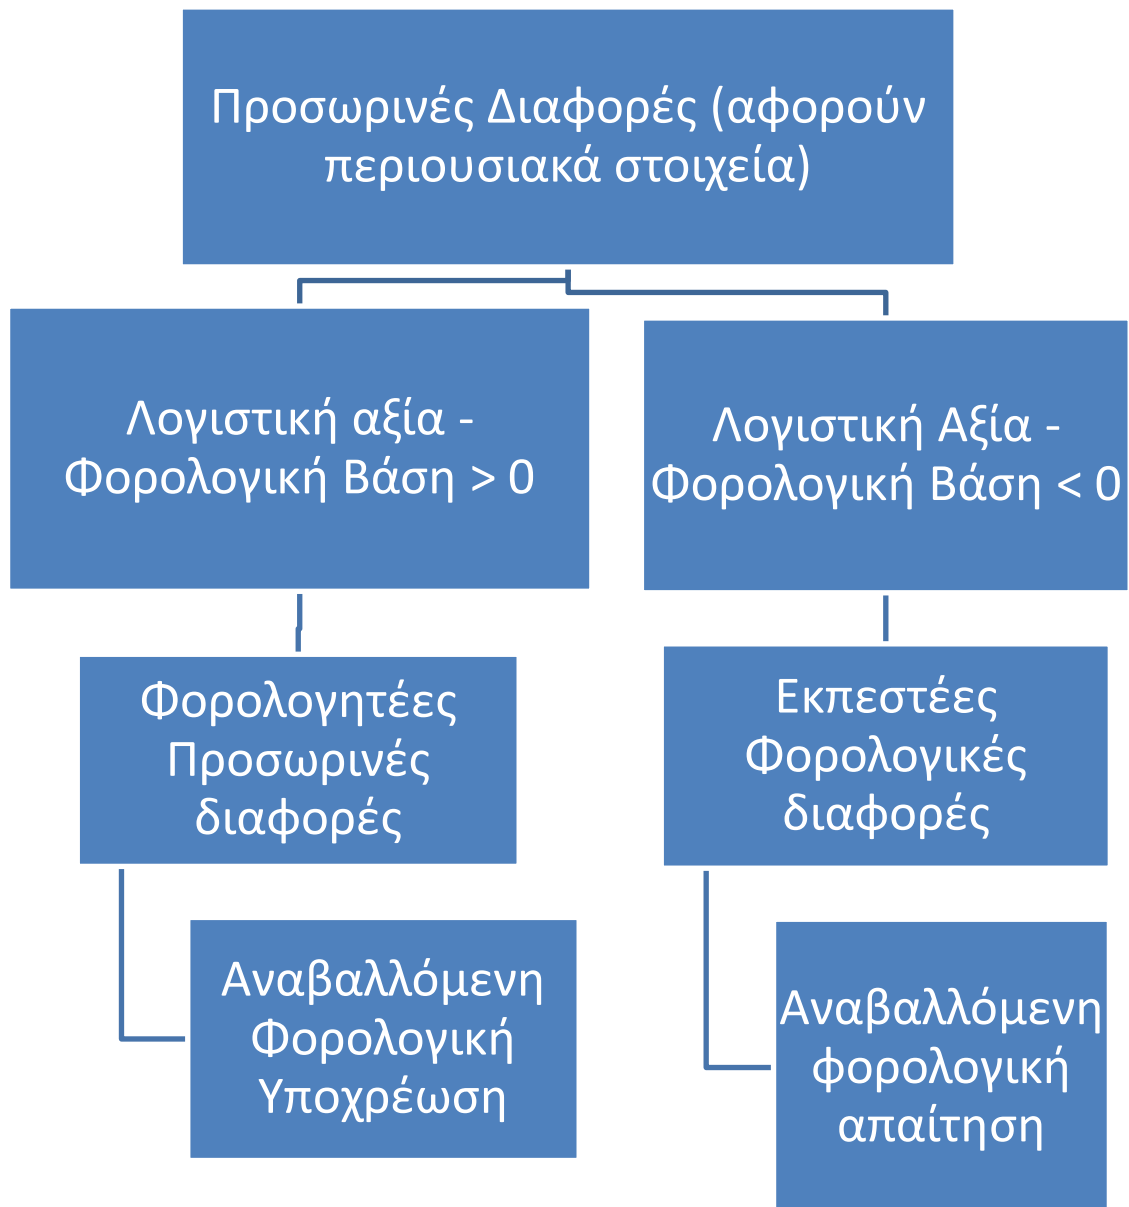 Προσωρινές Διαφορές (αφορούν
περιουσιακά στοιχεία)
Λογιστική αξία -
Φορολογική Βάση > 0
Λογιστική Αξία -
Φορολογική Βάση < 0
Φορολογητέες
Προσωρινές
διαφορές
Εκπεστέες
Φορολογικές
διαφορές
Αναβαλλόμενη
Φορολογική
Υποχρέωση
Αναβαλλόμενη
φορολογική
απαίτηση